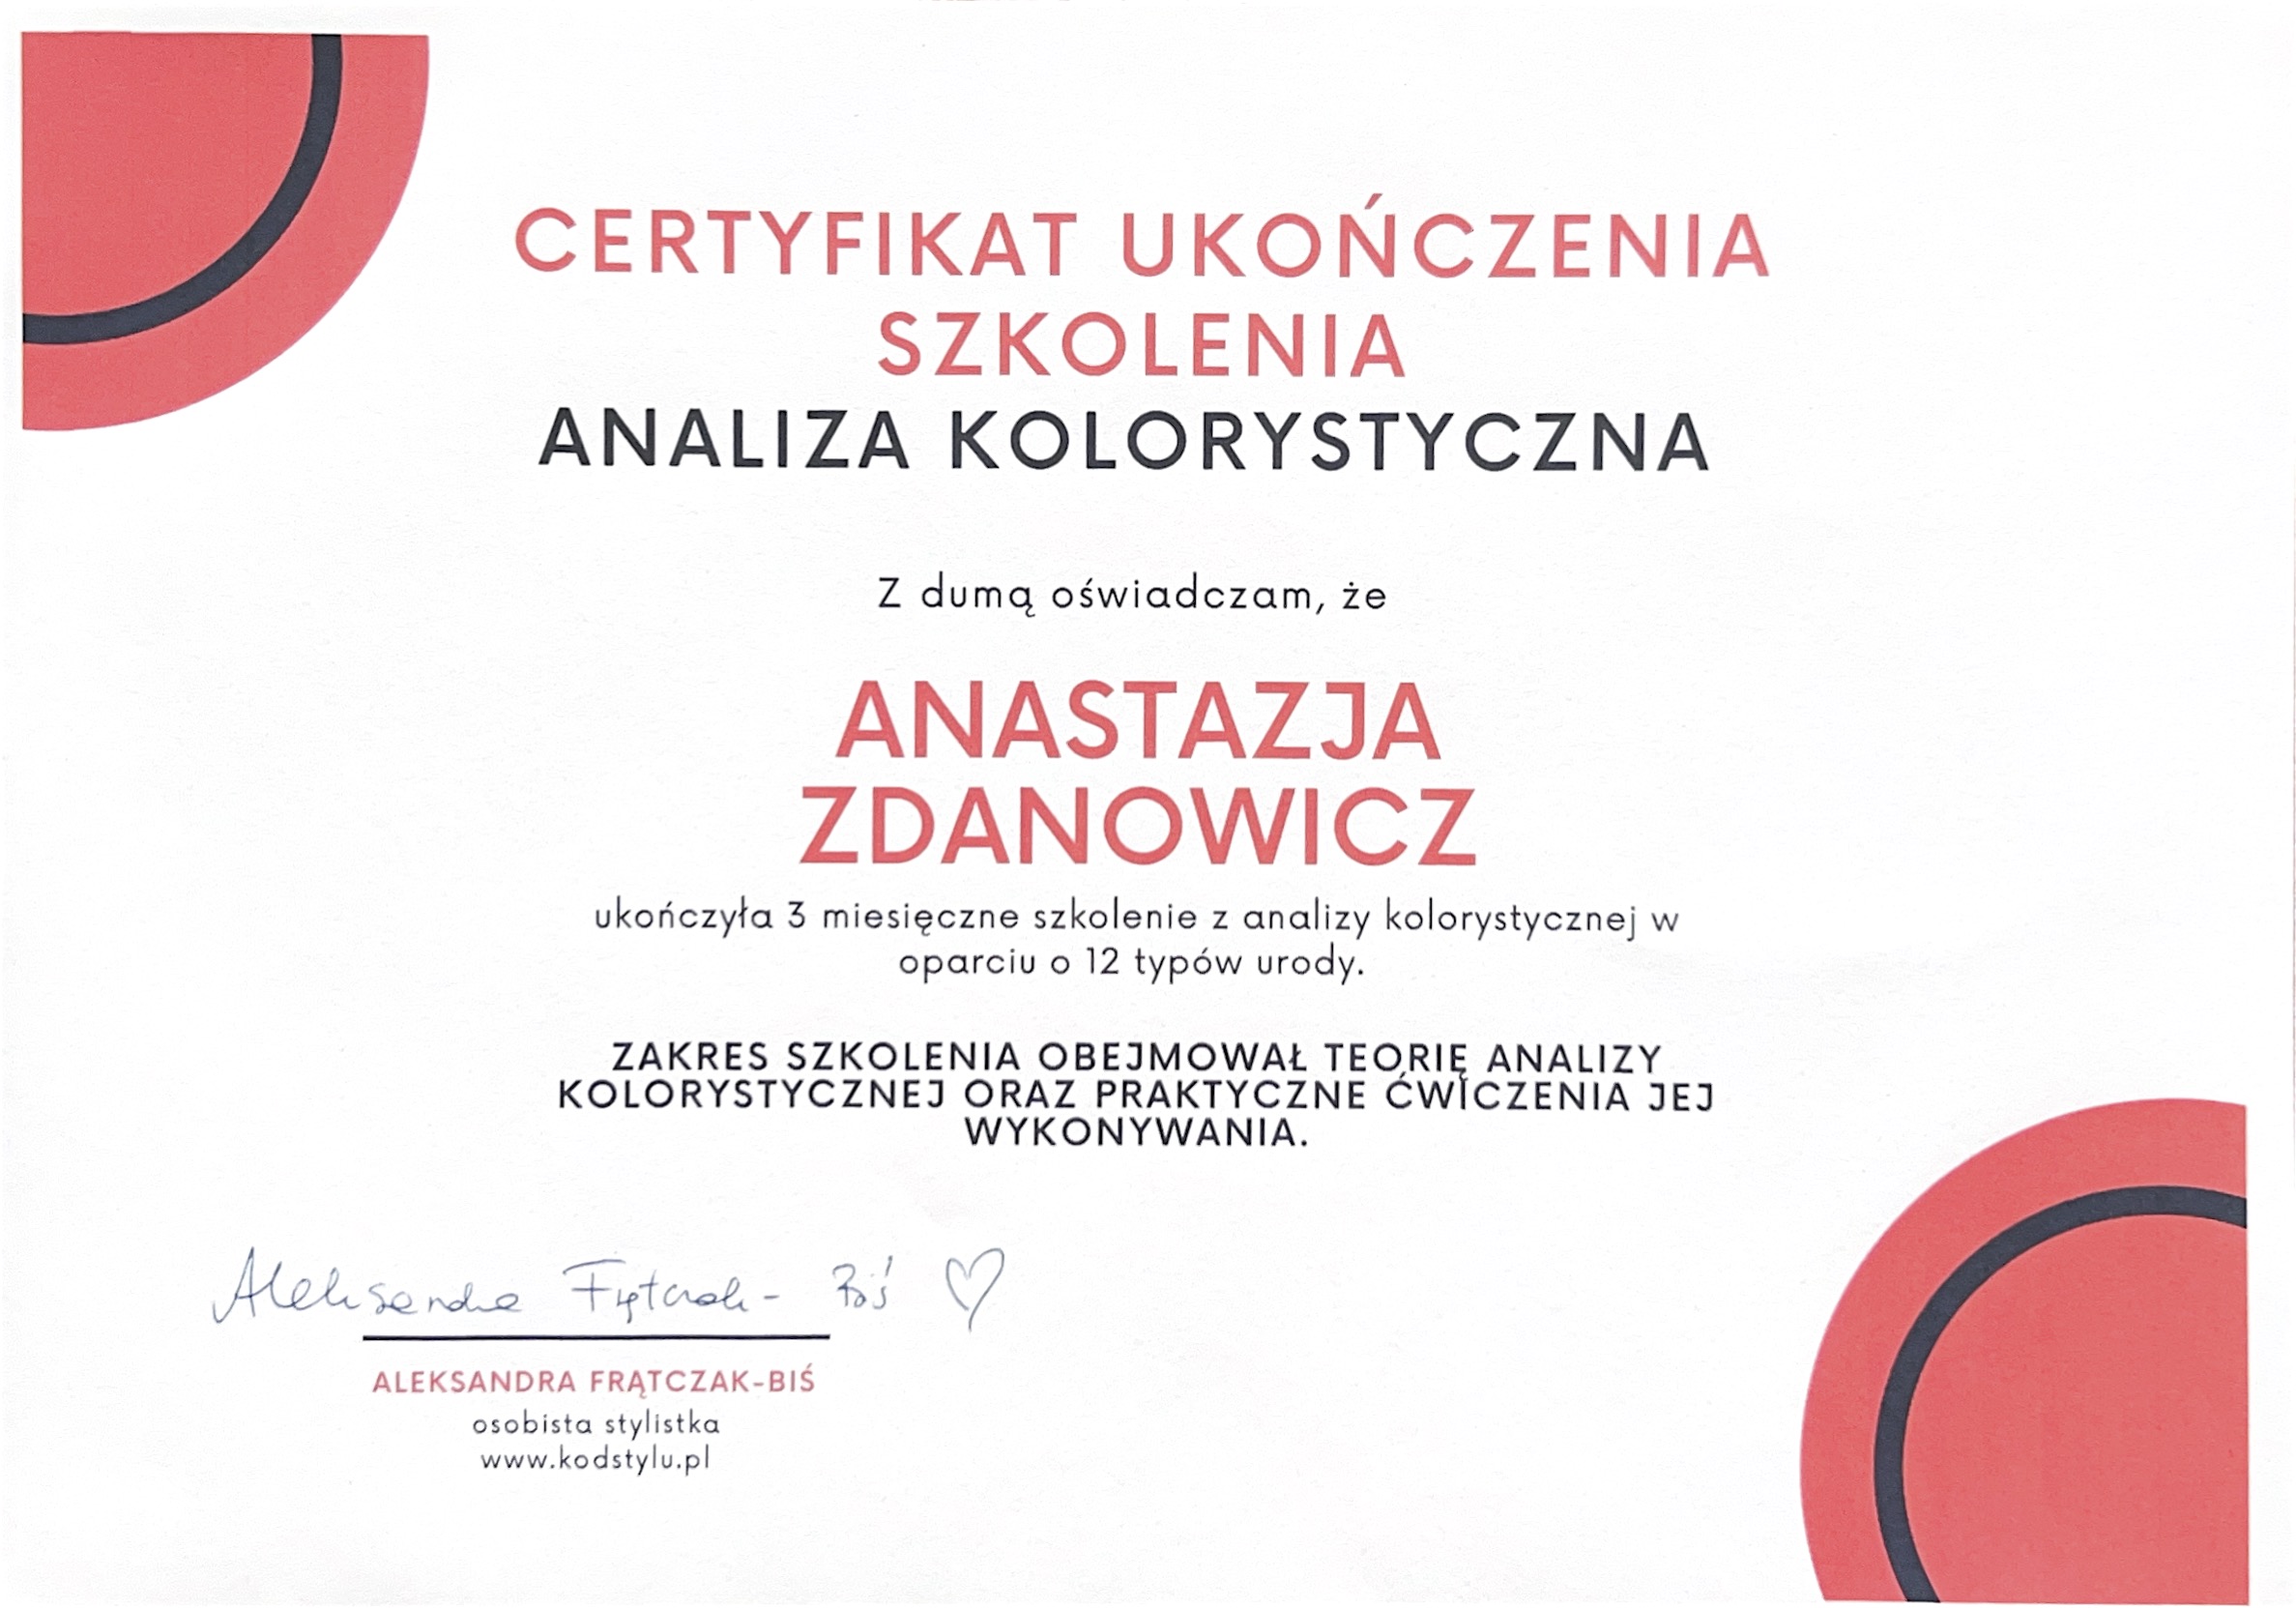 CERTYFIKAT UKOŃCZENIA
SZKOLENIA
ANALIZA KOLORYSTYCZNA
Z dumą oświadczam, że
ANASTAZJA
ZDANOWICZ
ukończyła 3 miesięczne szkolenie z analizy kolorystycznej w
oparciu o 12 typów urody.
ZAKRES SZKOLENIA OBEJMOWAŁ TEORIĘ ANALIZY
KOLORYSTYCZNEJ ORAZ PRAKTYCZNE ĆWICZENIA JEJ
WYKONYWANIA.
Aleksandra Frątczak-Biś
ALEKSANDRA FRĄTCZAK-BIŚ
osobista stylistka
www.kodstylu.pl